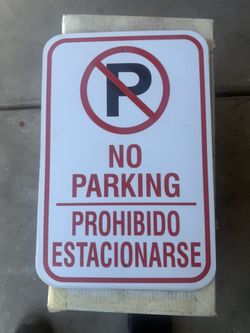 P
NO
PARKING
PROHIBIDO
ESTACIONARSE